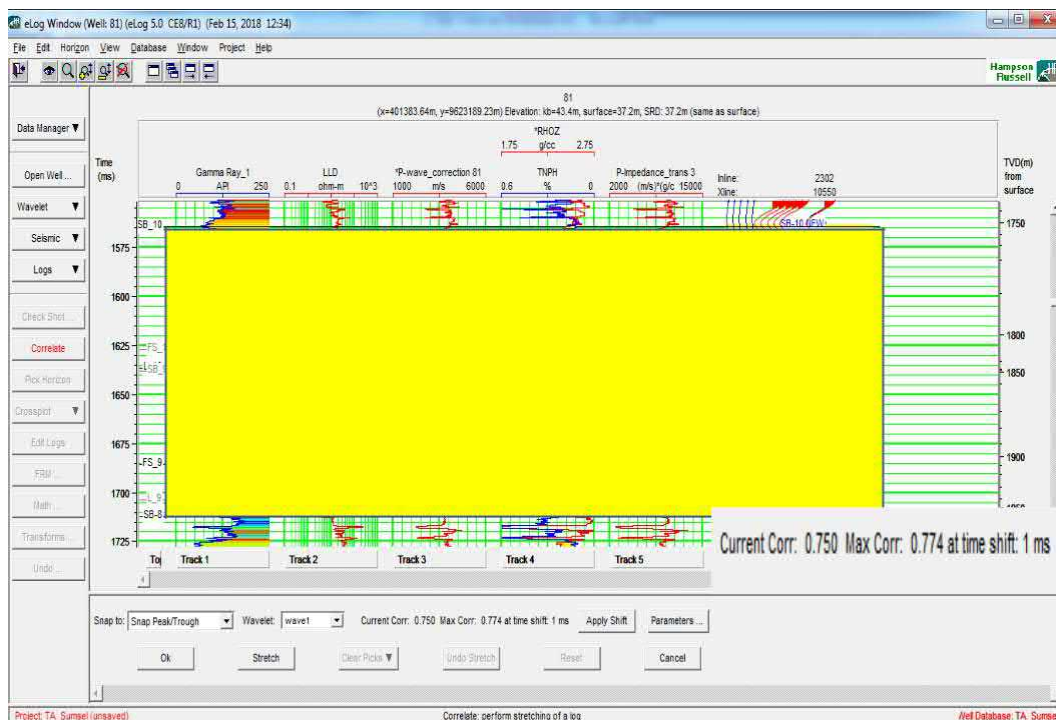 eLog Window (Well: 81) (eLog 5.0 CE8/R1) (Feb 15, 2018 12:34)
File Edit Horizon View Database Window Project Help
Hampson
Russell
81
(x=401383.64m, y=9623189.23m) Elevation: kb=43.4m, surface=37.2m, SRD: 37.2m (same as surface)
Data Manager
Open Well ...
Wavelet
Seismic
Logs
Check Shot ...
Correlate
Pick Horizon
Crossplot
Edit Logs
FRM ...
Math ...
Transforms ...
Undo ...
Time
(ms)
*RHOZ
1.75 g/cc 2.75
Gamma Ray_1 LLD *P-wave_correction 81 TNPH P-Impedance_trans 3
0 API 250 0.1 ohm-m 10^3 1000 m/s 6000 0.6 % 0 2000 (m/s)*(g/c 15000
Inline: 2302
Xline: 10550
TVD(m)
from
surface
SB_10
1575
1600
1625
FS_
1650
1675
FS_9
1700
L_9
SB-8
1725
1750
1800
1850
1900
Track 1 Track 2 Track 3 Track 4 Track 5
Current Corr: 0.750 Max Corr: 0.774 at time shift: 1 ms
Snap to: Snap Peak/Trough Wavelet: wave1 Current Corr: 0.750 Max Corr: 0.774 at time shift: 1 ms Apply Shift Parameters ...
Ok Stretch Clear Picks Undo Stretch Reset Cancel
Project: TA_Sumsel (unsaved) Correlate: perform stretching of a log Well Database: TA_Sumse